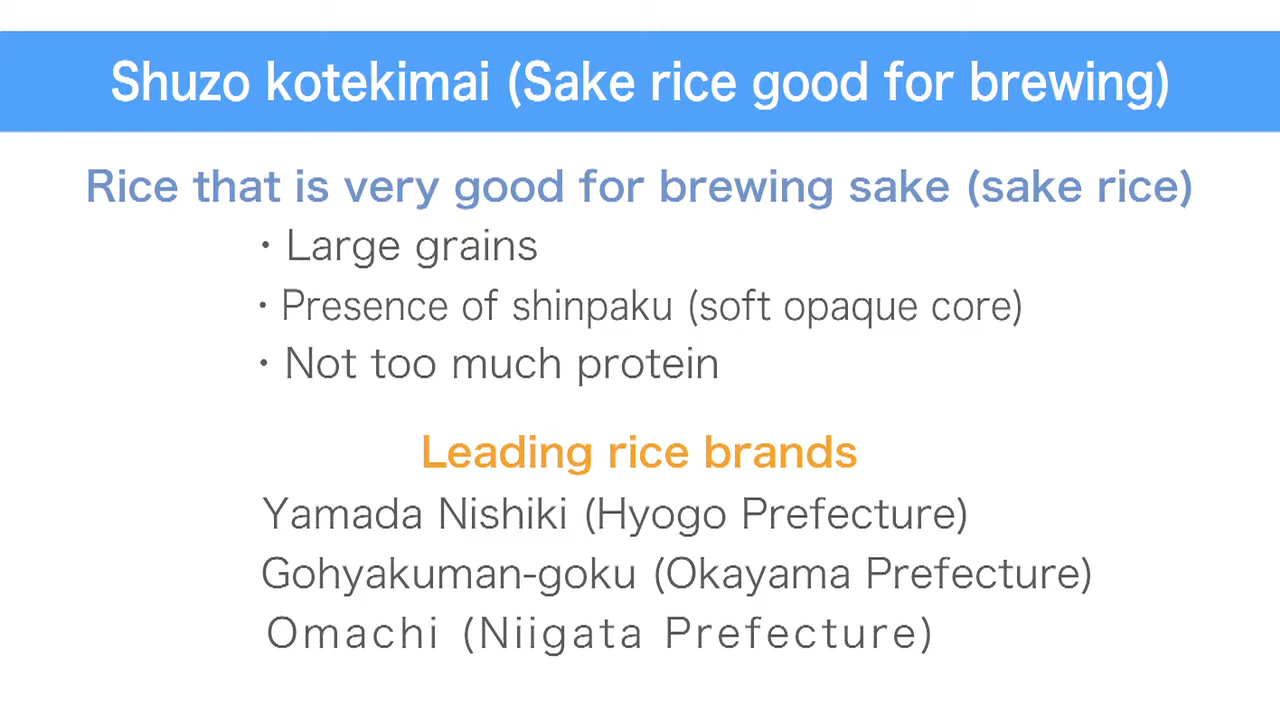 Shuzo kotekimai (Sake rice good for brewing)
Rice that is very good for brewing sake (sake rice)
・Large grains
・Presence of shinpaku (soft opaque core)
・Not too much protein
Leading rice brands
Yamada Nishiki (Hyogo Prefecture)
Gohyakuman-goku (Okayama Prefecture)
Omachi (Niigata Prefecture)